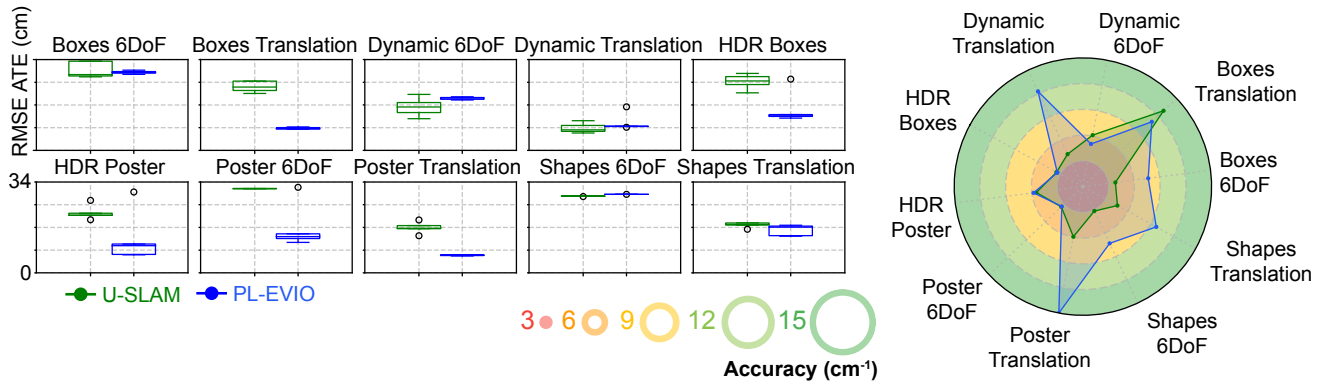 RMSE ATE (cm)
Boxes 6DoF
Boxes Translation
Dynamic 6DoF
Dynamic Translation
HDR Boxes
HDR Poster
Poster 6DoF
Poster Translation
Shapes 6DoF
Shapes Translation
34
0
U-SLAM
PL-EVIO
3
6
9
12
15
Accuracy (cm⁻¹)
Dynamic
Translation
Dynamic
6DoF
Boxes
Translation
HDR
Boxes
Boxes
6DoF
HDR
Poster
Shapes
Translation
Poster
6DoF
Poster
Translation
Shapes
6DoF